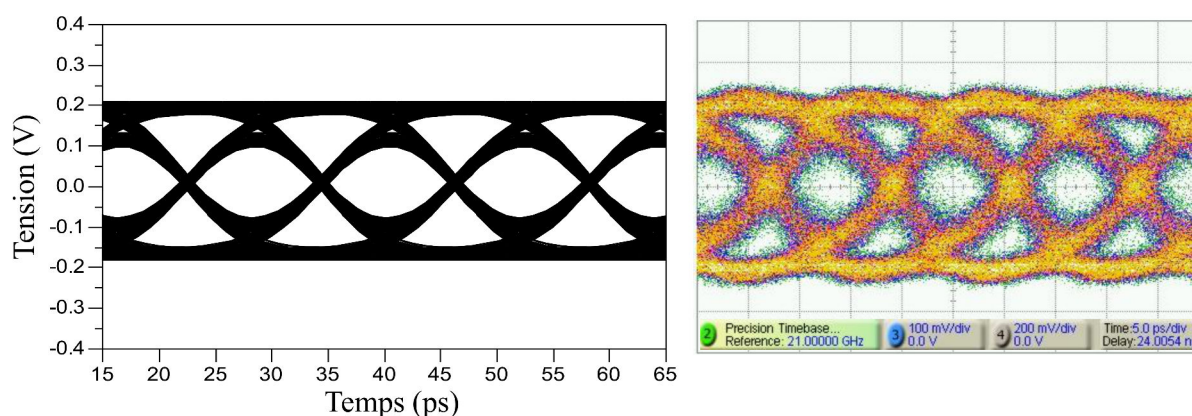 0.4
0.3
0.2
0.1
0.0
-0.1
-0.2
-0.3
-0.4
Tension (V)
15 20 25 30 35 40 45 50 55 60 65
Temps (ps)
2 Precision Timebase...
Reference: 21.00000 GHz
3 100 mV/div
0.0 V
4 200 mV/div
0.0 V
Time:5.0 ps/div
Delay:24.0054 n